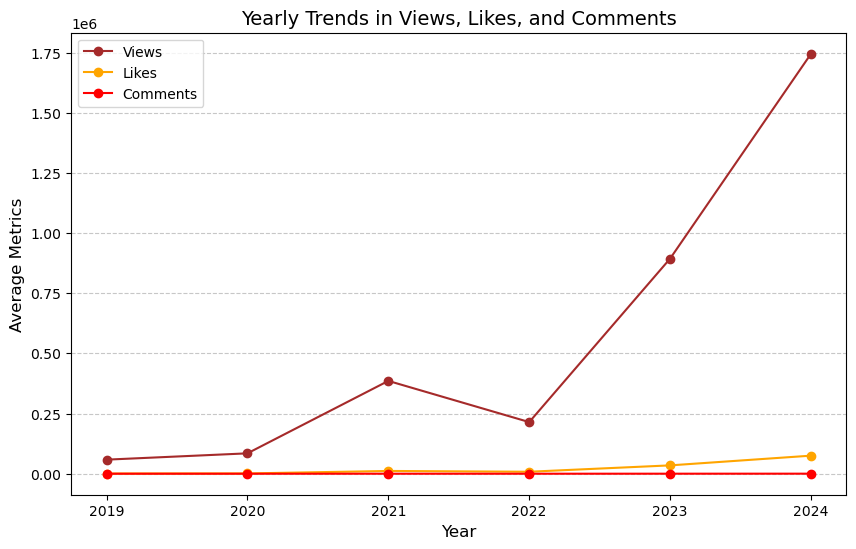 Yearly Trends in Views, Likes, and Comments
1e6
Views
Likes
Comments
1.75
1.50
1.25
1.00
0.75
0.50
0.25
0.00
Average Metrics
2019 2020 2021 2022 2023 2024
Year